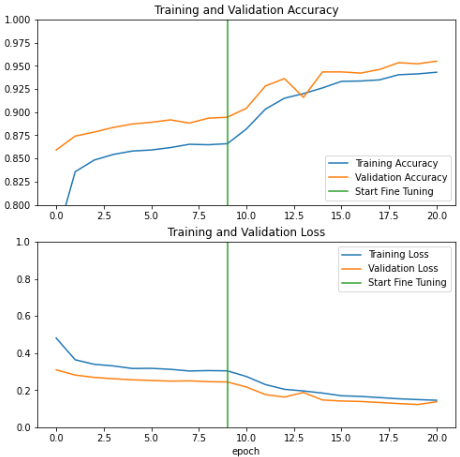 Training and Validation Accuracy
1.000
0.975
0.950
0.925
0.900
0.875
0.850
0.825
0.800
Training Accuracy
Validation Accuracy
Start Fine Tuning
0.0 2.5 5.0 7.5 10.0 12.5 15.0 17.5 20.0
Training and Validation Loss
1.0
0.8
0.6
0.4
0.2
0.0
Training Loss
Validation Loss
Start Fine Tuning
0.0 2.5 5.0 7.5 10.0 12.5 15.0 17.5 20.0
epoch